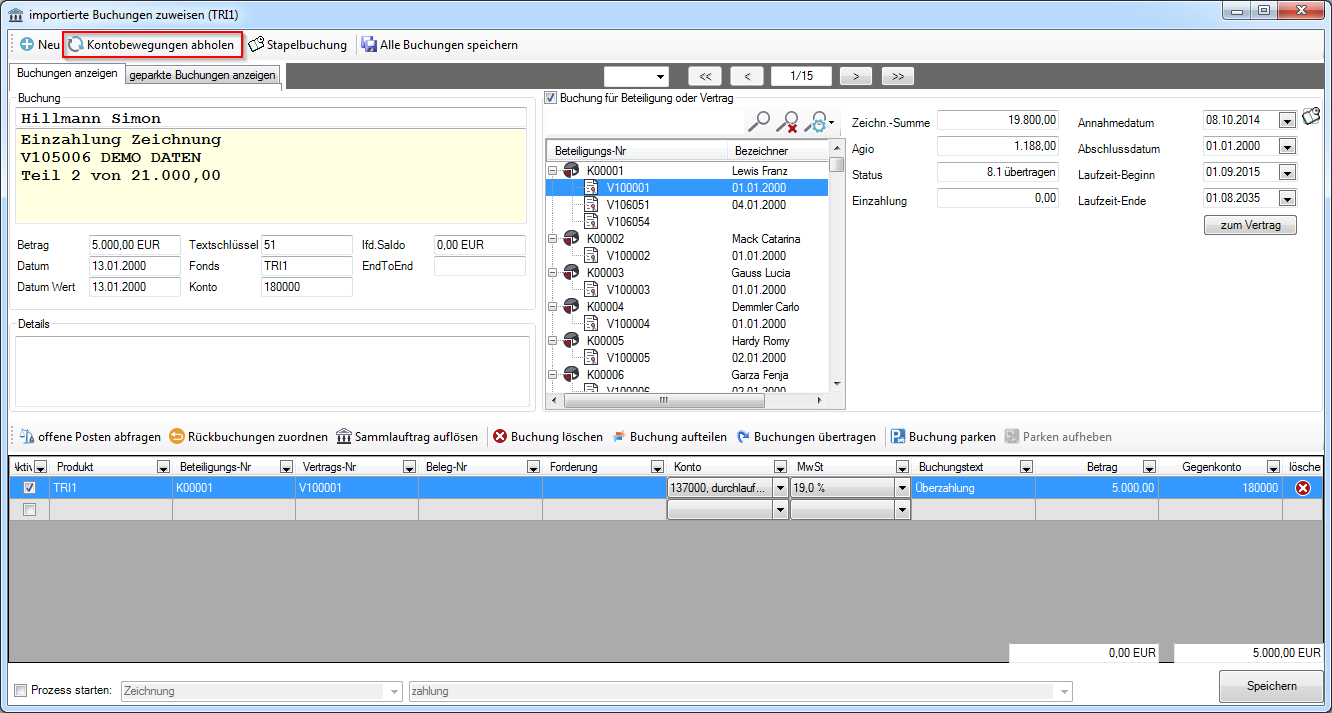 importierte Buchungen zuweisen (TRI1)
Neu Kontobewegungen abholen Stapelbuchung Alle Buchungen speichern
Buchungen anzeigen geparkte Buchungen anzeigen << < 1/15 > >>
Buchung
Hillmann Simon
Einzahlung Zeichnung
V105006 DEMO DATEN
Teil 2 von 21.000,00
Betrag 5.000,00 EUR Textschlüssel 51 lfd.Saldo 0,00 EUR
Datum 13.01.2000 Fonds TRI1 EndToEnd
Datum Wert 13.01.2000 Konto 180000
Details
Buchung für Beteiligung oder Vertrag
Beteiligungs-Nr Bezeichner
K00001 Lewis Franz
V100001 01.01.2000
V106051 04.01.2000
V106054
K00002 Mack Catarina
V100002 01.01.2000
K00003 Gauss Lucia
V100003 01.01.2000
K00004 Demmler Carlo
V100004 01.01.2000
K00005 Hardy Romy
V100005 02.01.2000
K00006 Garza Fenja
V100006 02.01.2000
Zeichn.-Summe 19.800,00 Annahmedatum 08.10.2014
Agio 1.188,00 Abschlussdatum 01.01.2000
Status 8.1 übertragen Laufzeit-Beginn 01.09.2015
Einzahlung 0,00 Laufzeit-Ende 01.08.2035
zum Vertrag
offene Posten abfragen Rückbuchungen zuordnen Sammlauftrag auflösen Buchung löschen Buchung aufteilen Buchungen übertragen Buchung parken Parken aufheben
Aktiv Produkt Beteiligungs-Nr Vertrags-Nr Beleg-Nr Forderung Konto MwSt Buchungstext Betrag Gegenkonto lösche
TRI1 K00001 V100001 137000, durchlauf... 19,0 % Überzahlung 5.000,00 180000
0,00 EUR 5.000,00 EUR
Prozess starten: Zeichnung zahlung Speichern